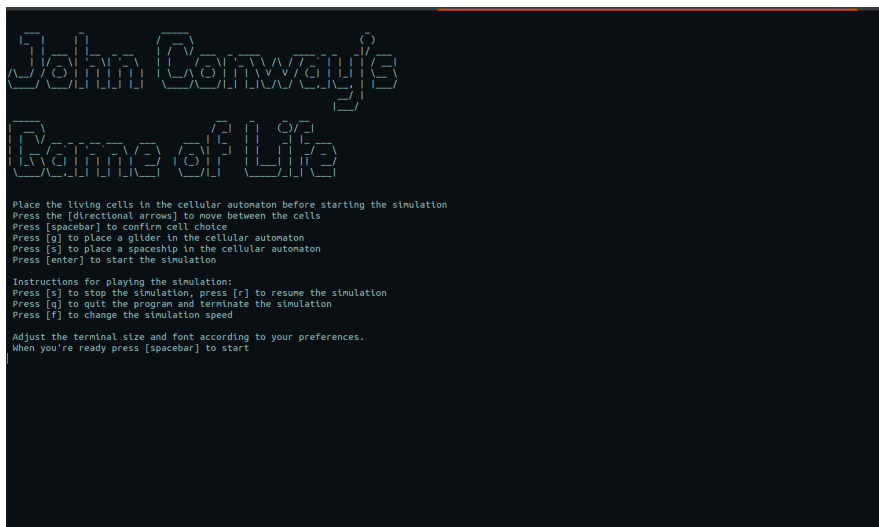 John Conway's
Game of Life
Place the living cells in the cellular automaton before starting the simulation
Press the [directional arrows] to move between the cells
Press [spacebar] to confirm cell choice
Press [g] to place a glider in the cellular automaton
Press [s] to place a spaceship in the cellular automaton
Press [enter] to start the simulation
Instructions for playing the simulation:
Press [s] to stop the simulation, press [r] to resume the simulation
Press [q] to quit the program and terminate the simulation
Press [f] to change the simulation speed
Adjust the terminal size and font according to your preferences.
When you're ready press [spacebar] to start